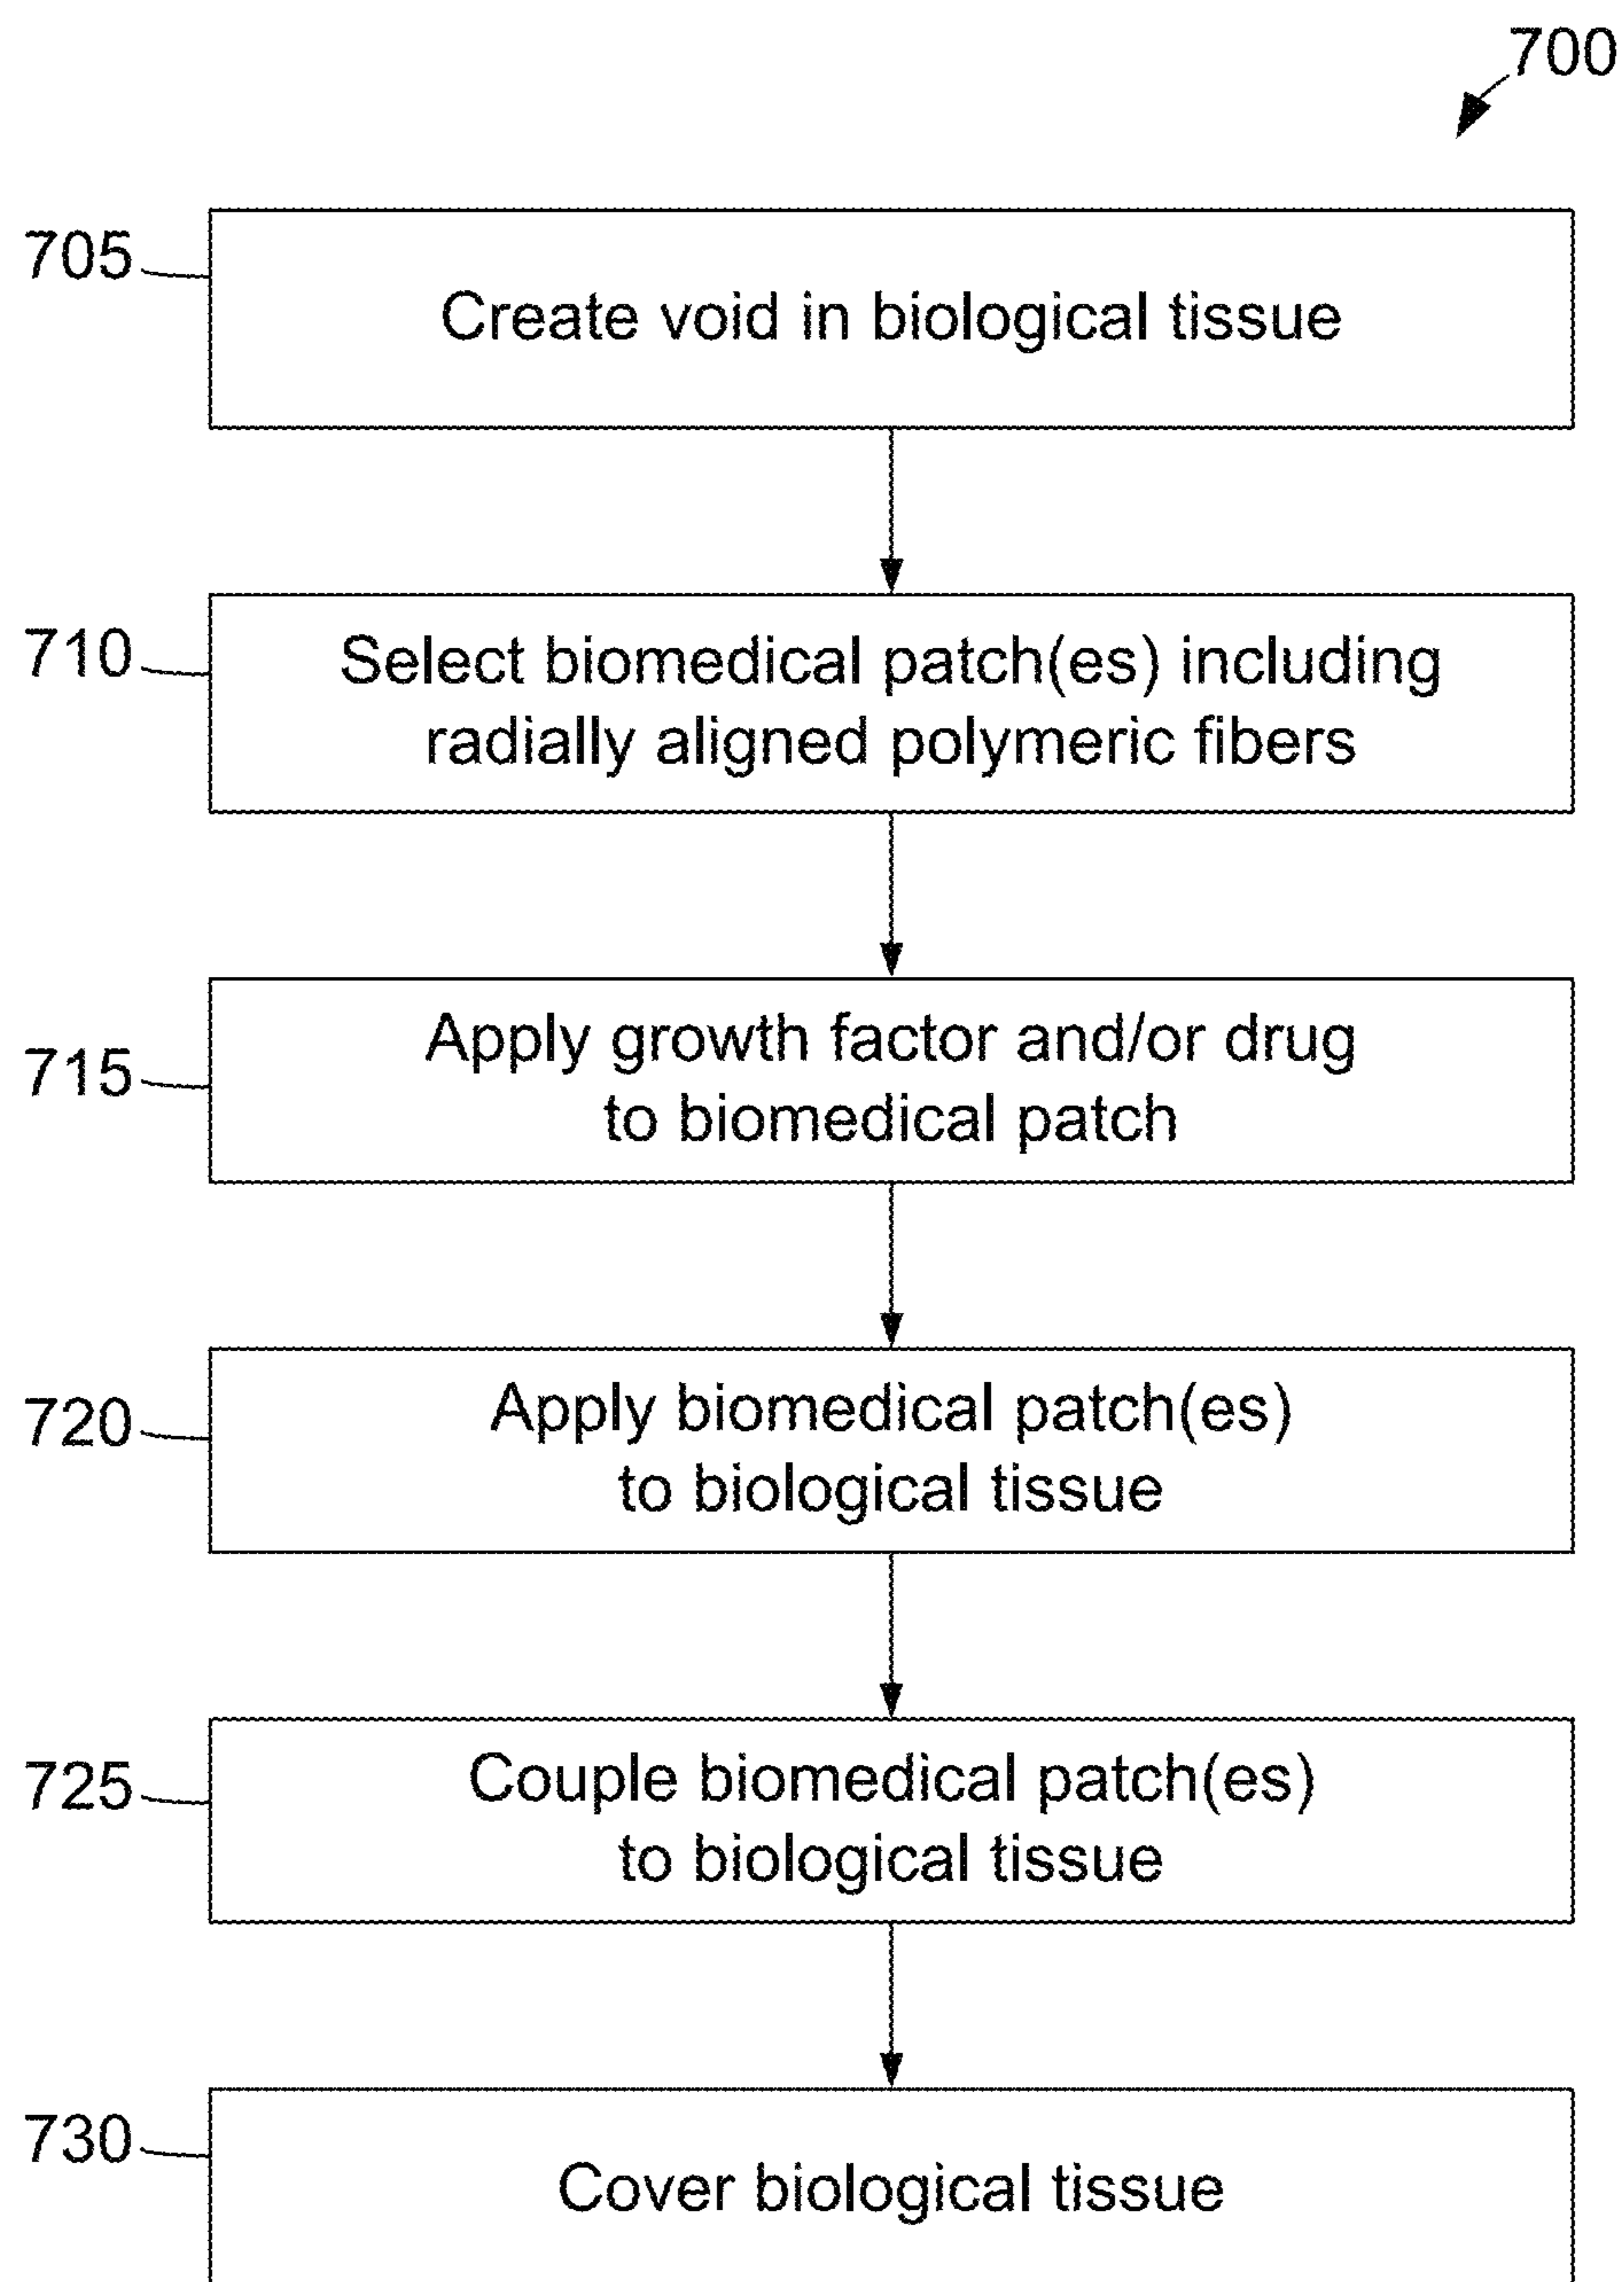 700
705
Create void in biological tissue
710
Select biomedical patch(es) including
radially aligned polymeric fibers
715
Apply growth factor and/or drug
to biomedical patch
720
Apply biomedical patch(es)
to biological tissue
725
Couple biomedical patch(es)
to biological tissue
730
Cover biological tissue